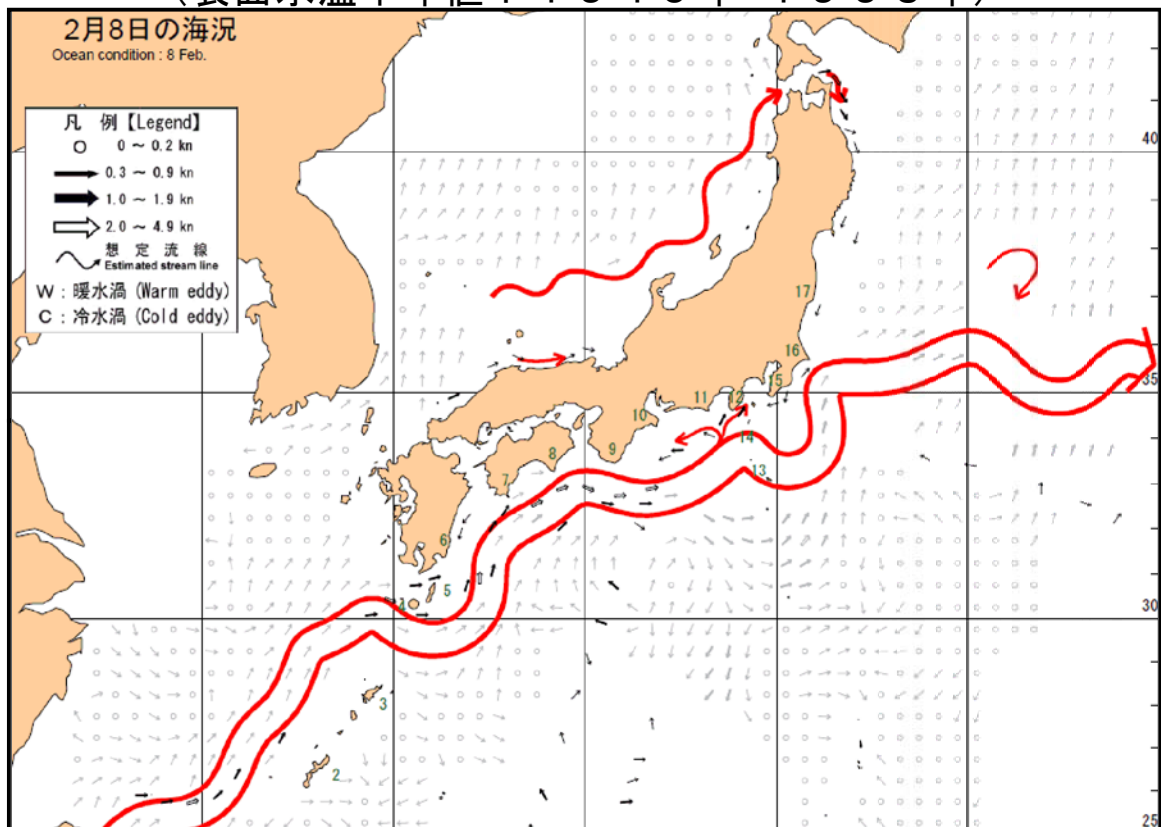 2月8日の海況
Ocean condition : 8 Feb.
凡 例【Legend】
0 ～ 0.2 kn
0.3 ～ 0.9 kn
1.0 ～ 1.9 kn
2.0 ～ 4.9 kn
想 定 流 線
Estimated stream line
W : 暖水渦 (Warm eddy)
C : 冷水渦 (Cold eddy)
40
17
16
35
15
12
11
10
14
9
8
13
7
6
5
4
30
3
2
25